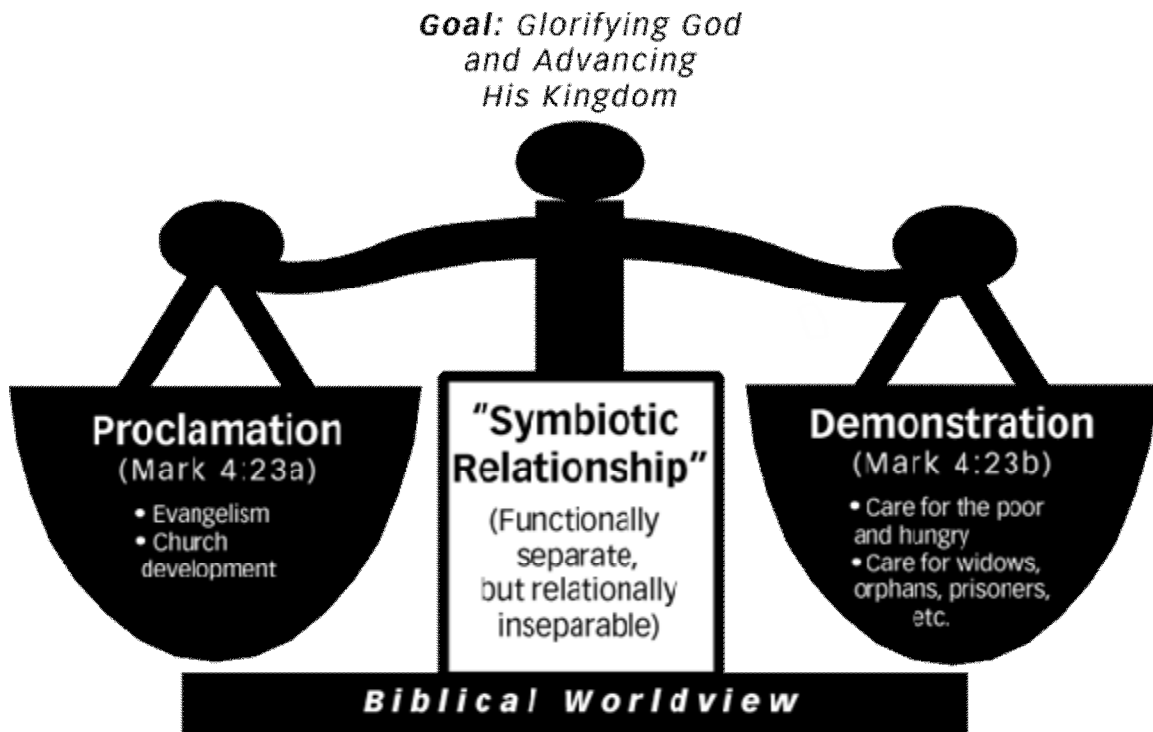 Goal: Glorifying God
and Advancing
His Kingdom
Proclamation
(Mark 4:23a)
• Evangelism
• Church
development
"Symbiotic
Relationship"
(Functionally
separate,
but relationally
inseparable)
Demonstration
(Mark 4:23b)
• Care for the poor
and hungry
• Care for widows,
orphans, prisoners,
etc.
Biblical Worldview